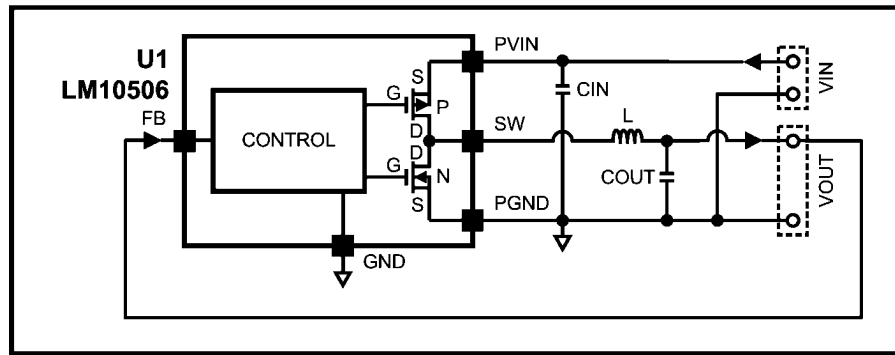 U1
LM10506
FB
CONTROL
G
S
P
D
D
G
N
S
PVIN
SW
PGND
GND
CIN
L
COUT
VIN
VOUT